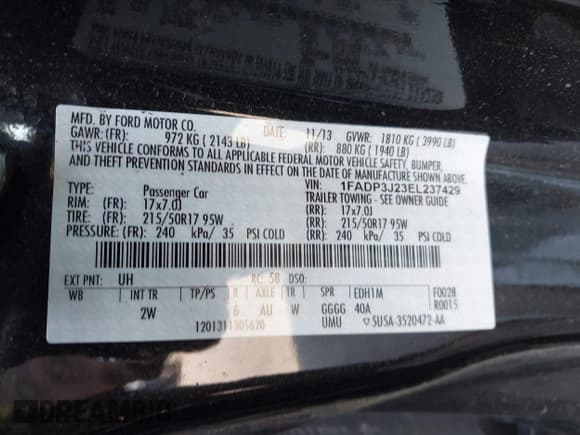 MFD. BY FORD MOTOR CO.
DATE: 11/13 GVWR: 1810 KG ( 3990 LB)
GAWR: (FR): 972 KG ( 2143 LB) (RR): 880 KG ( 1940 LB)
THIS VEHICLE CONFORMS TO ALL APPLICABLE FEDERAL MOTOR VEHICLE SAFETY, BUMPER,
AND THEFT PREVENTION STANDARDS IN EFFECT ON THE DATE OF MANUFACTURE SHOWN ABOVE.
VIN: 1FADP3J23EL237429
TYPE: Passenger Car TRAILER TOWING - SEE OWNER GUIDE
RIM: (FR): 17x7.0J (RR): 17x7.0J
TIRE: (FR): 215/50R17 95W (RR): 215/50R17 95W
PRESSURE: (FR): 240 kPa/ 35 PSI COLD (RR): 240 kPa/ 35 PSI COLD
EXT PNT: UH RC: 58 DSO:
WB INT TR TP/PS R AXLE TR SPR EDH1M F0028
2W 6 AU W GGGG 40A R0015
1201311305620 UMU 5U5A-3520472-AA
DREAMBID